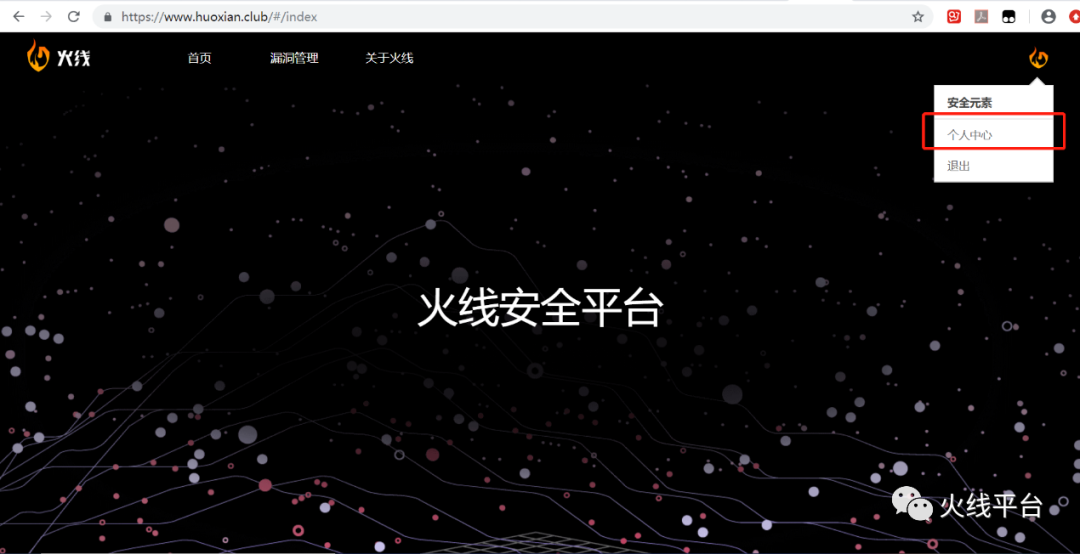 https://www.huoxian.club/#/index
火线
首页
漏洞管理
关于火线
安全元素
个人中心
退出
火线安全平台
火线平台